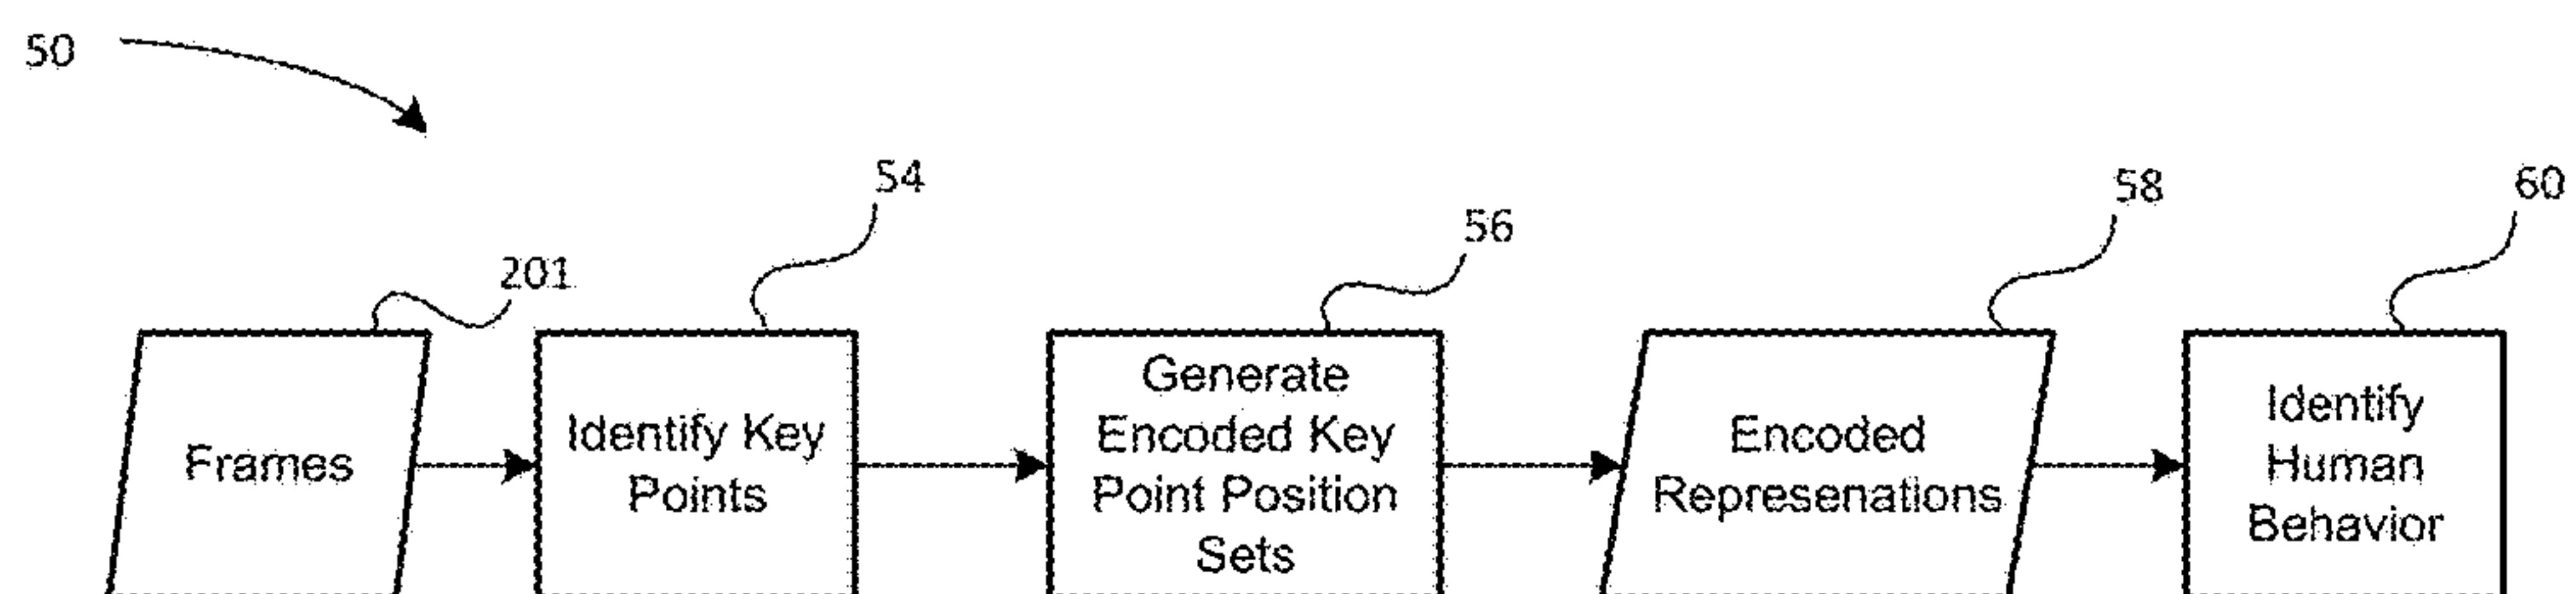 50
54
58
60
56
201
Frames
Identify Key
Points
Generate
Encoded Key
Point Position
Sets
Encoded
Represenations
Identify
Human
Behavior